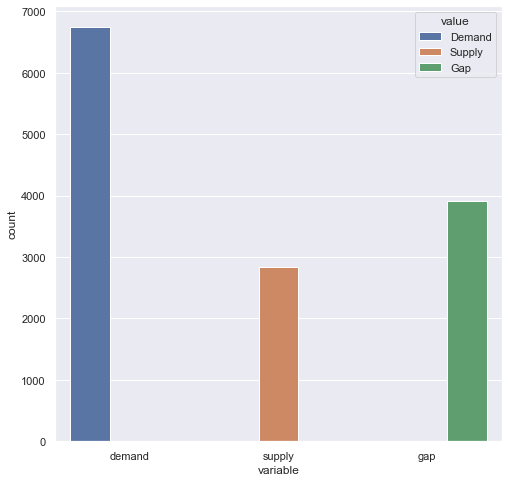 7000
6000
5000
4000
3000
2000
1000
0
count
value
Demand
Supply
Gap
demand supply gap
variable